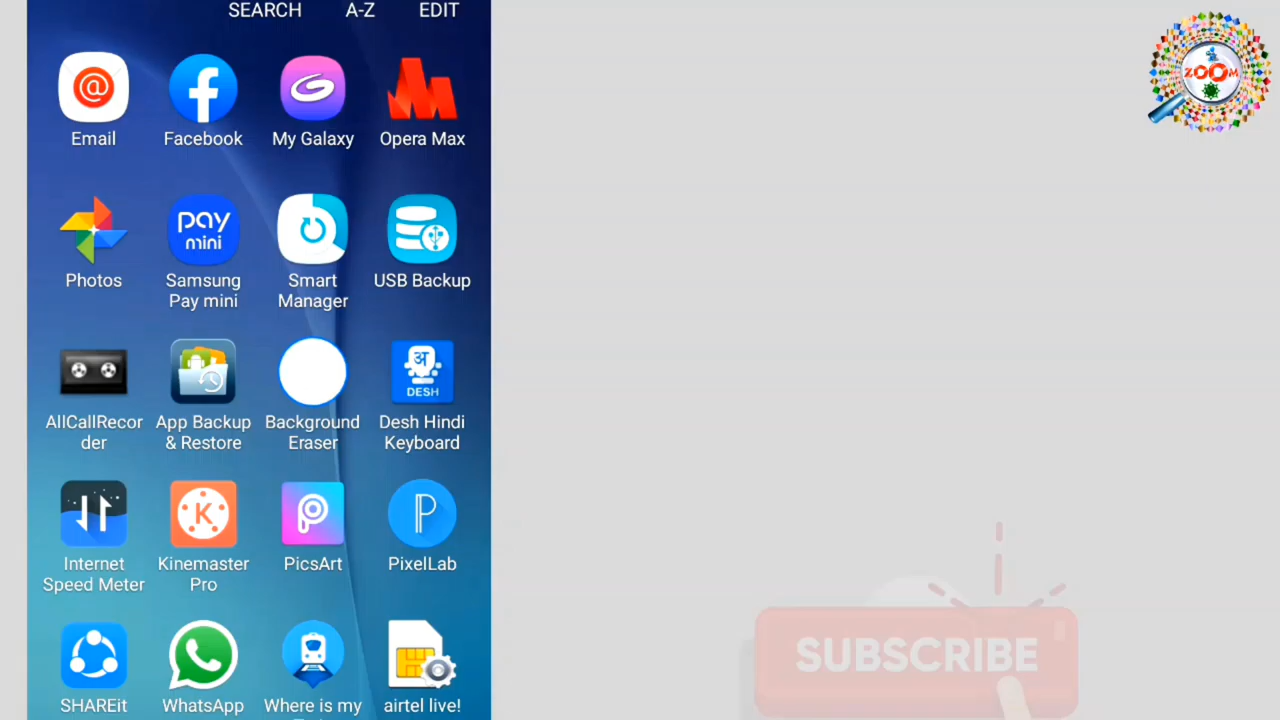 SEARCH A-Z EDIT
ZOOM
@
Email Facebook My Galaxy Opera Max
pay
mini
Photos Samsung Smart USB Backup
Pay mini Manager
अ
DESH
AllCallRecor App Backup Background Desh Hindi
der & Restore Eraser Keyboard
K P
Internet Kinemaster PicsArt PixelLab
Speed Meter Pro
SUBSCRIBE
SHAREit WhatsApp Where is my airtel live!